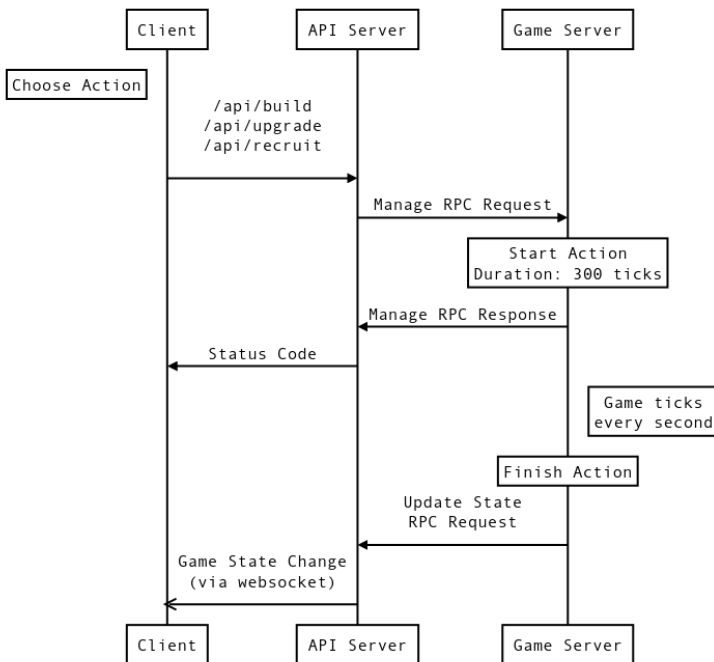 Client
API Server
Game Server
Choose Action
/api/build
/api/upgrade
/api/recruit
Manage RPC Request
Start Action
Duration: 300 ticks
Manage RPC Response
Status Code
Game ticks
every second
Finish Action
Update State
RPC Request
Game State Change
(via websocket)
Client
API Server
Game Server